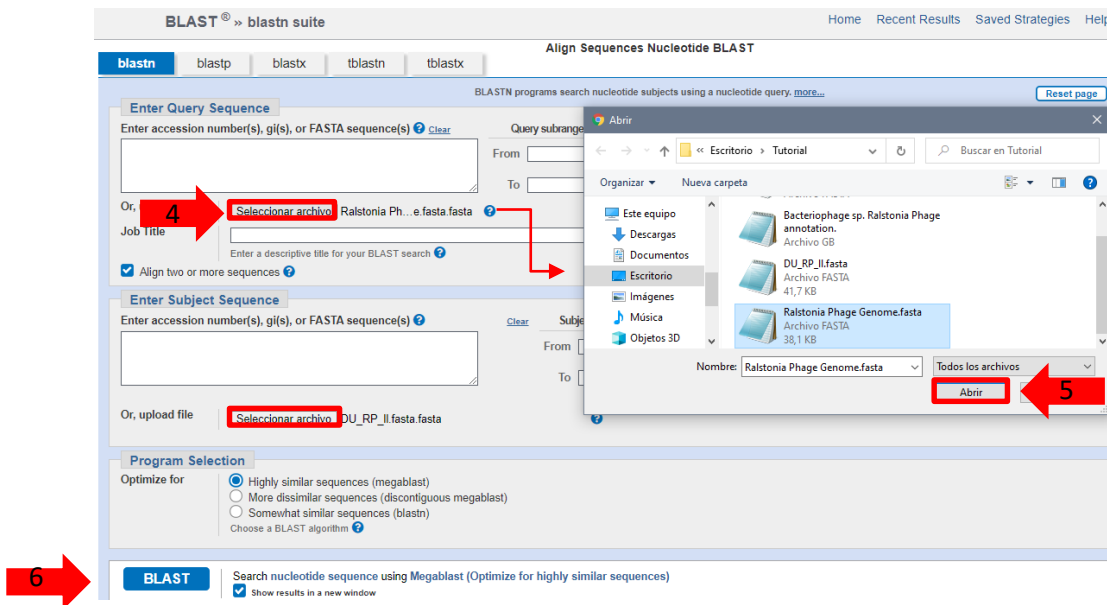 BLAST ® » blastn suite
Home Recent Results Saved Strategies Help
Align Sequences Nucleotide BLAST
blastn blastp blastx tblastn tblastx
BLASTN programs search nucleotide subjects using a nucleotide query. more...
Reset page
Enter Query Sequence
Enter accession number(s), gi(s), or FASTA sequence(s) ? Clear
Query subrange
From
To
Or,
4
Seleccionar archivo Ralstonia Ph...e.fasta.fasta ?
Job Title
Enter a descriptive title for your BLAST search ?
Align two or more sequences ?
Enter Subject Sequence
Enter accession number(s), gi(s), or FASTA sequence(s) ? Clear
Subje
From
To
Or, upload file
Seleccionar archivo DU_RP_II.fasta.fasta
?
Program Selection
Optimize for
Highly similar sequences (megablast)
More dissimilar sequences (discontiguous megablast)
Somewhat similar sequences (blastn)
Choose a BLAST algorithm ?
6
BLAST
Search nucleotide sequence using Megablast (Optimize for highly similar sequences)
Show results in a new window
Abrir
« Escritorio > Tutorial
Buscar en Tutorial
Organizar Nueva carpeta
?
Este equipo
Descargas
Documentos
Escritorio
Imágenes
Música
Objetos 3D
Bacteriophage sp. Ralstonia Phage
annotation.
Archivo GB
DU_RP_II.fasta
Archivo FASTA
41,7 KB
Ralstonia Phage Genome.fasta
Archivo FASTA
38,1 KB
Nombre: Ralstonia Phage Genome.fasta
Todos los archivos
Abrir
5